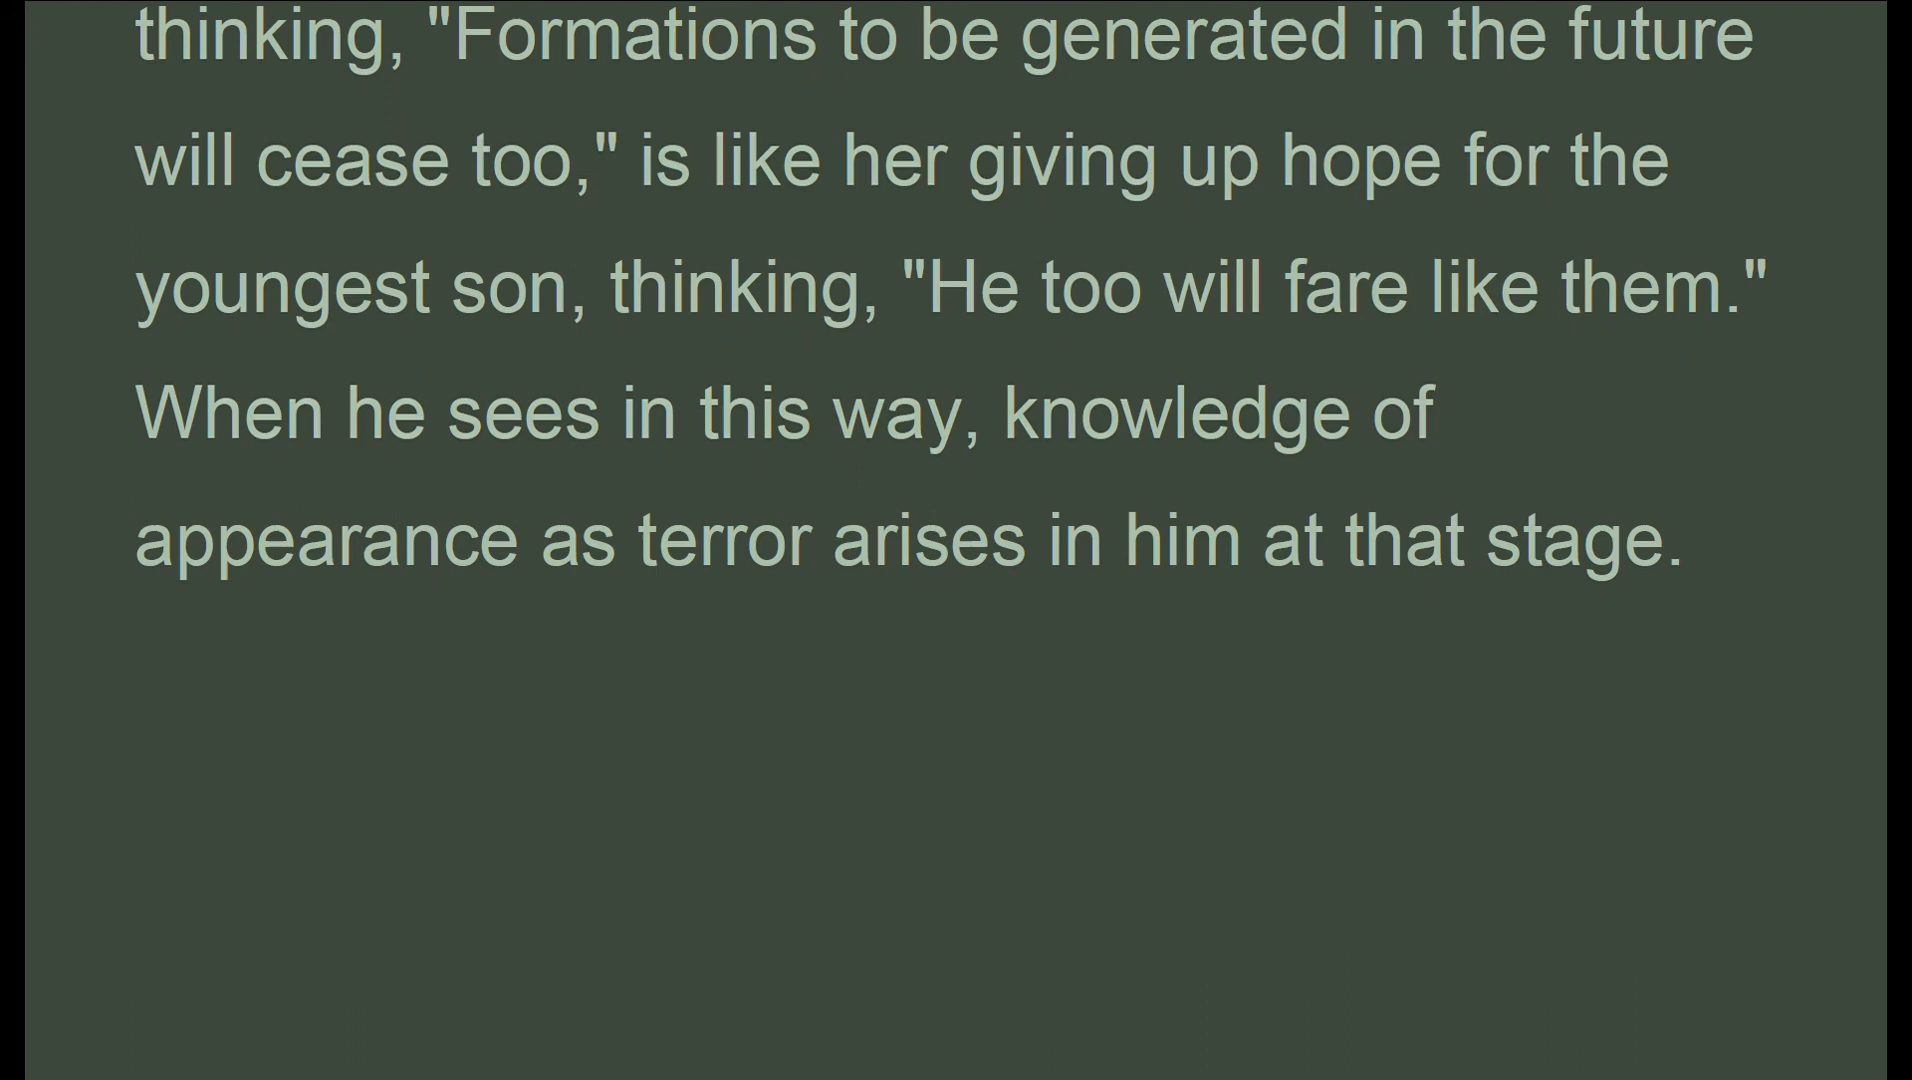 thinking, "Formations to be generated in the future
will cease too," is like her giving up hope for the
youngest son, thinking, "He too will fare like them."
When he sees in this way, knowledge of
appearance as terror arises in him at that stage.